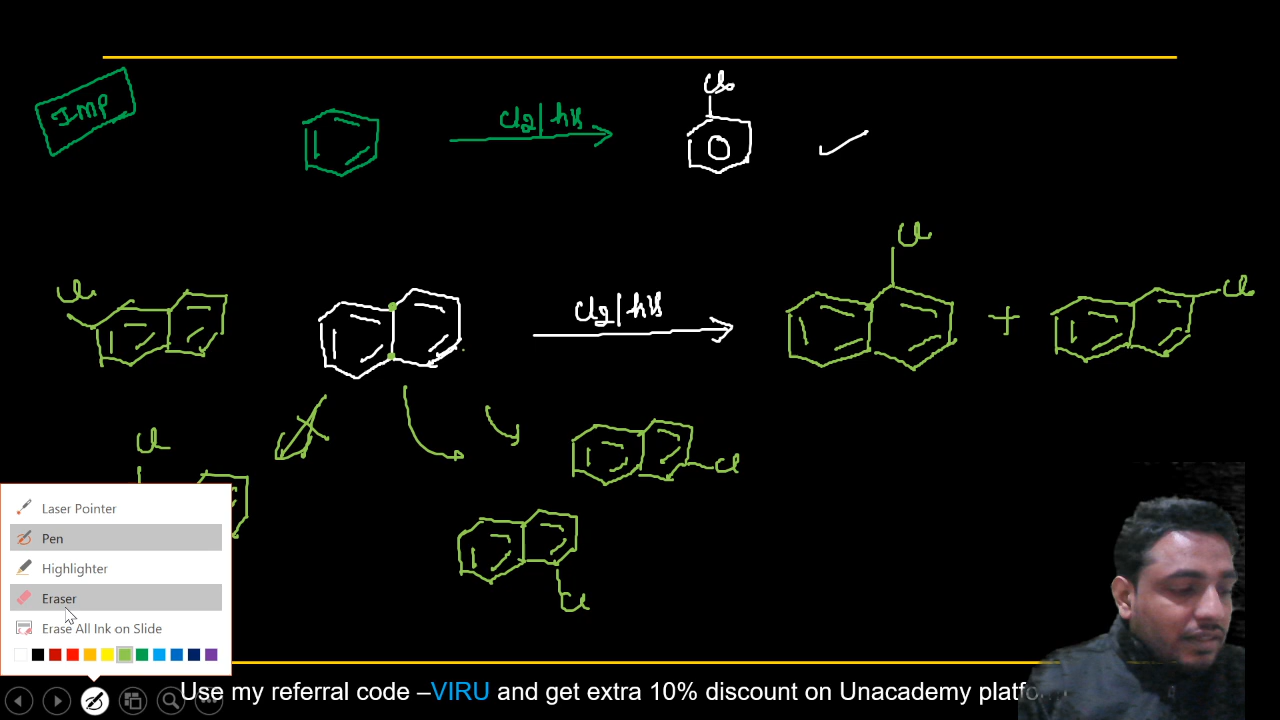 IMP
Cl2/hν
Cl
Cl
Cl2/hν
Cl
+
Cl
Cl
Cl
Cl
Laser Pointer
Pen
Highlighter
Eraser
Erase All Ink on Slide
Use my referral code –VIRU and get extra 10% discount on Unacademy